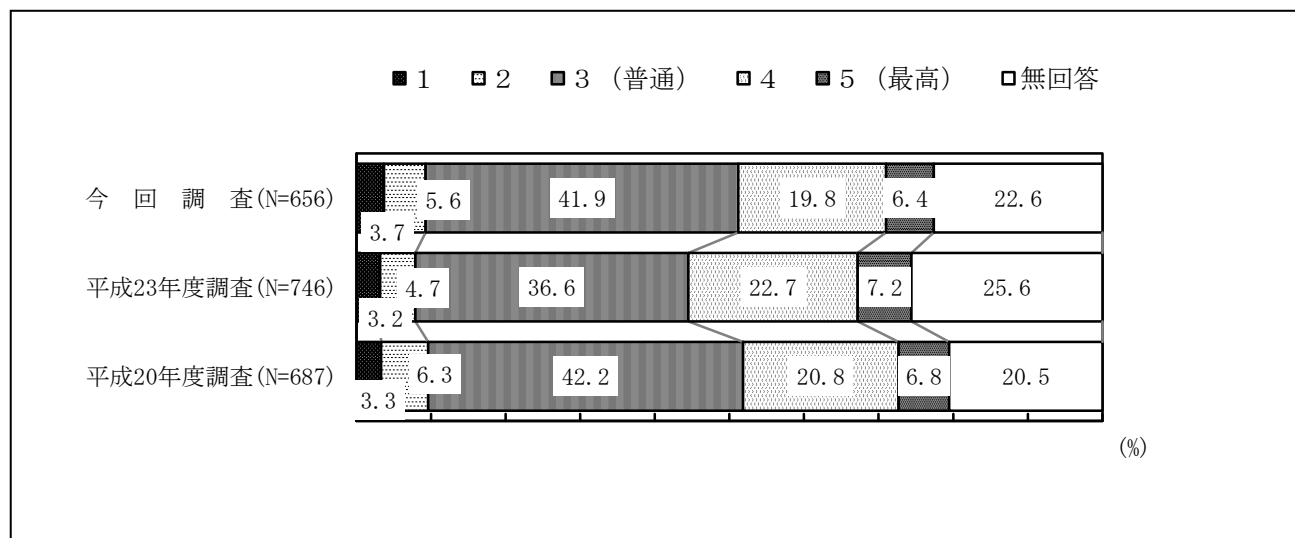 1 2 3 (普通) 4 5 (最高) 無回答
今回調査(N=656) 3.7 5.6 41.9 19.8 6.4 22.6
平成23年度調査(N=746) 3.2 4.7 36.6 22.7 7.2 25.6
平成20年度調査(N=687) 3.3 6.3 42.2 20.8 6.8 20.5
(%)